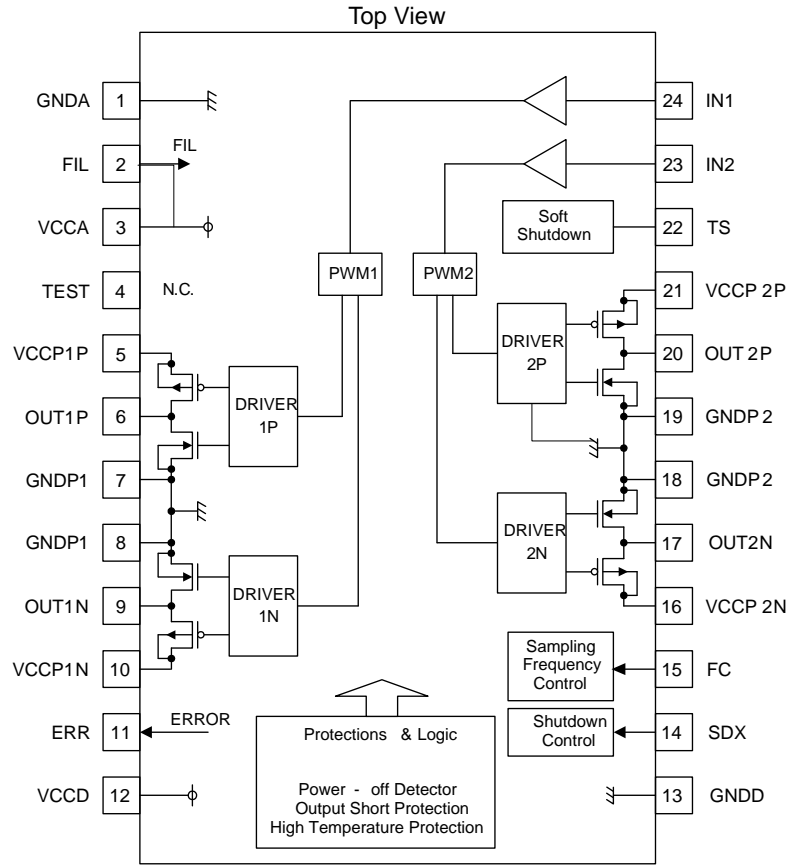 Top View
GNDA 1
FIL 2 FIL
VCCA 3
TEST 4 N.C.
VCCP1P 5
OUT1P 6
GNDP1 7
GNDP1 8
OUT1N 9
VCCP1N 10
ERR 11 ERROR
VCCD 12
PWM1
PWM2
DRIVER
1P
DRIVER
1N
DRIVER
2P
DRIVER
2N
Protections & Logic
Power - off Detector
Output Short Protection
High Temperature Protection
24 IN1
23 IN2
Soft
Shutdown
22 TS
21 VCCP 2P
20 OUT 2P
19 GNDP 2
18 GNDP2
17 OUT2N
16 VCCP 2N
Sampling
Frequency
Control
15 FC
Shutdown
Control
14 SDX
13 GNDD